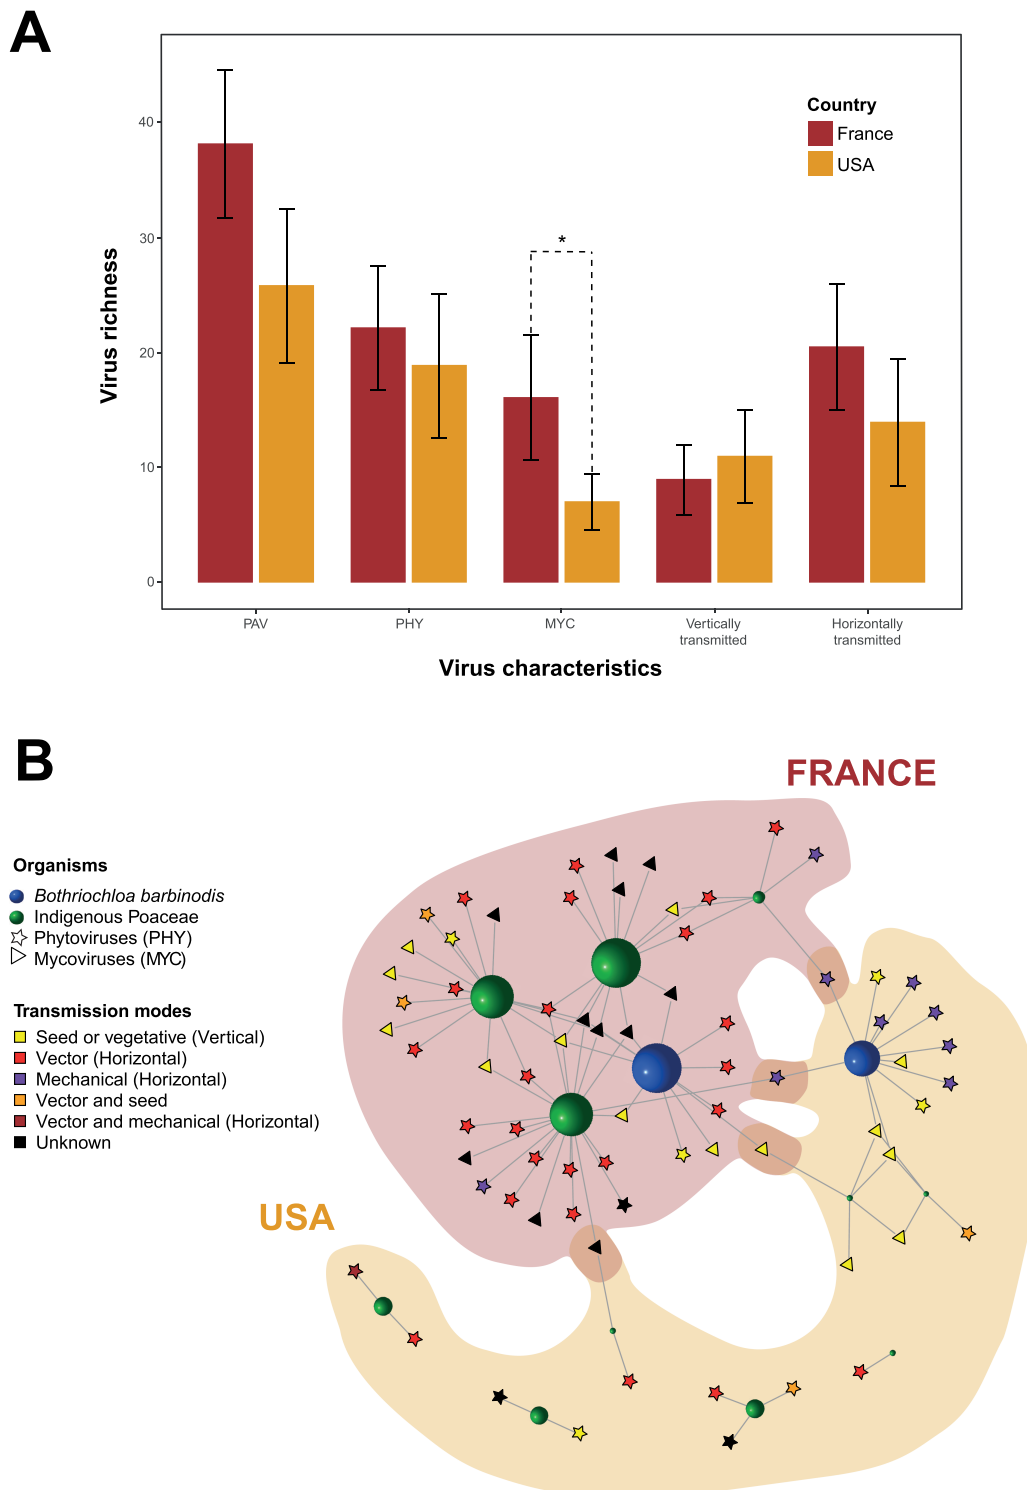 A
Country
France
USA
Virus richness
40
30
20
10
0
*
PAV
PHY
MYC
Vertically
transmitted
Horizontally
transmitted
Virus characteristics
B
FRANCE
Organisms
Bothriochloa barbinodis
Indigenous Poaceae
Phytoviruses (PHY)
Mycoviruses (MYC)
Transmission modes
Seed or vegetative (Vertical)
Vector (Horizontal)
Mechanical (Horizontal)
Vector and seed
Vector and mechanical (Horizontal)
Unknown
USA